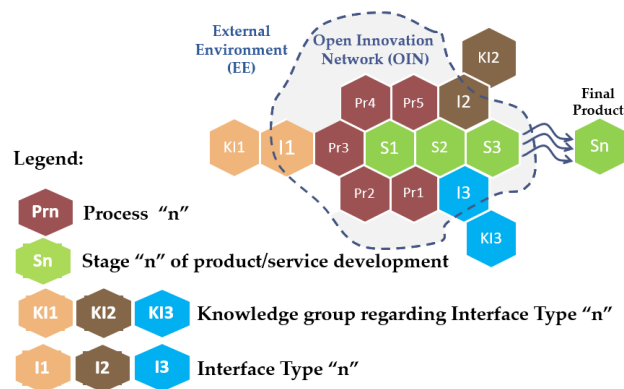 External
Environment
(EE)
Open Innovation
Network (OIN)
KI2
Final
Product
Pr4 Pr5 I2
KI1 I1 Pr3 S1 S2 S3 Sn
Pr2 Pr1 I3
KI3
Legend:
Prn Process “n”
Sn Stage “n” of product/service development
KI1 KI2 KI3 Knowledge group regarding Interface Type “n”
I1 I2 I3 Interface Type “n”